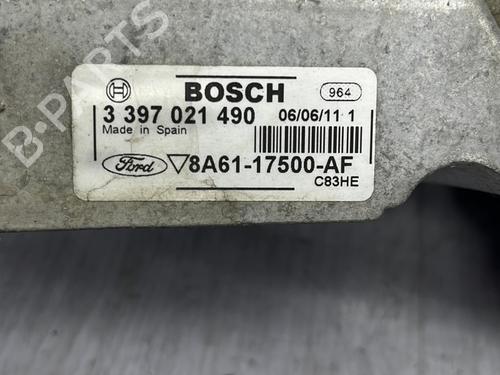 BOSCH
964
3 397 021 490
06/06/11 1
Made in Spain
Ford
8A61-17500-AF
C83HE
B-PARTS